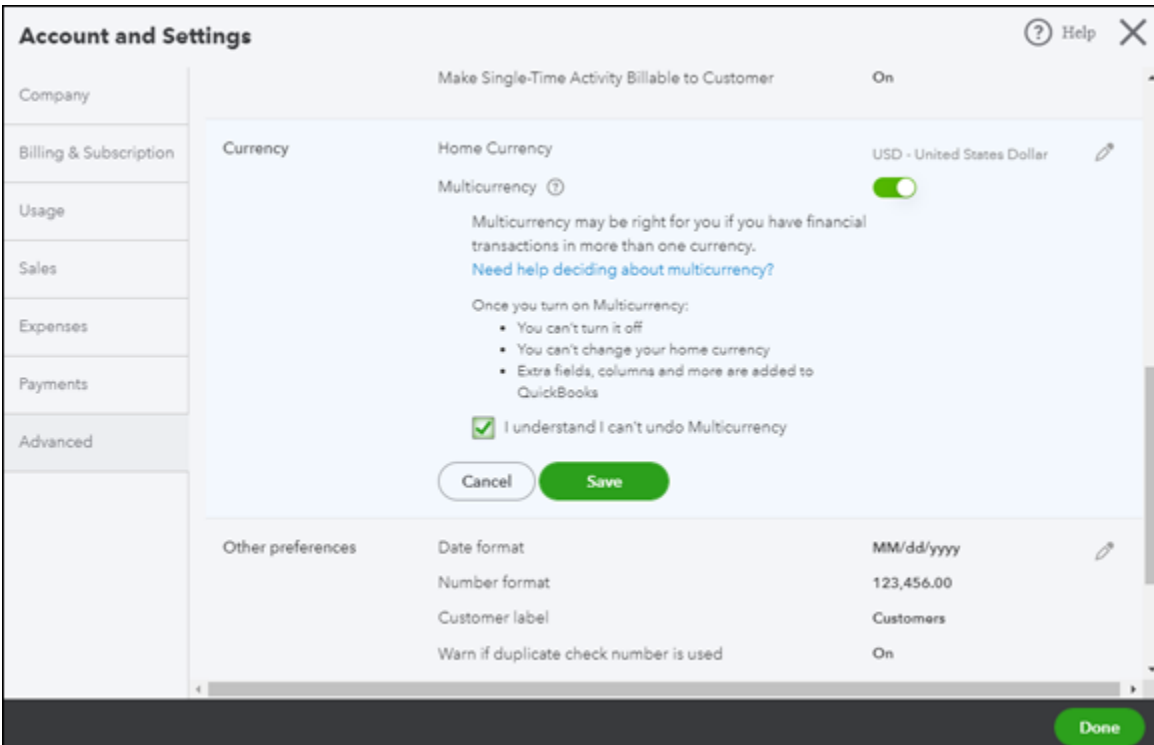 Account and Settings
Help
Company
Billing & Subscription
Usage
Sales
Expenses
Payments
Advanced
Make Single-Time Activity Billable to Customer On
Currency Home Currency USD - United States Dollar
Multicurrency
Multicurrency may be right for you if you have financial
transactions in more than one currency.
Need help deciding about multicurrency?
Once you turn on Multicurrency:
• You can't turn it off
• You can't change your home currency
• Extra fields, columns and more are added to
QuickBooks
I understand I can't undo Multicurrency
Cancel Save
Other preferences Date format MM/dd/yyyy
Number format 123,456.00
Customer label Customers
Warn if duplicate check number is used On
Done